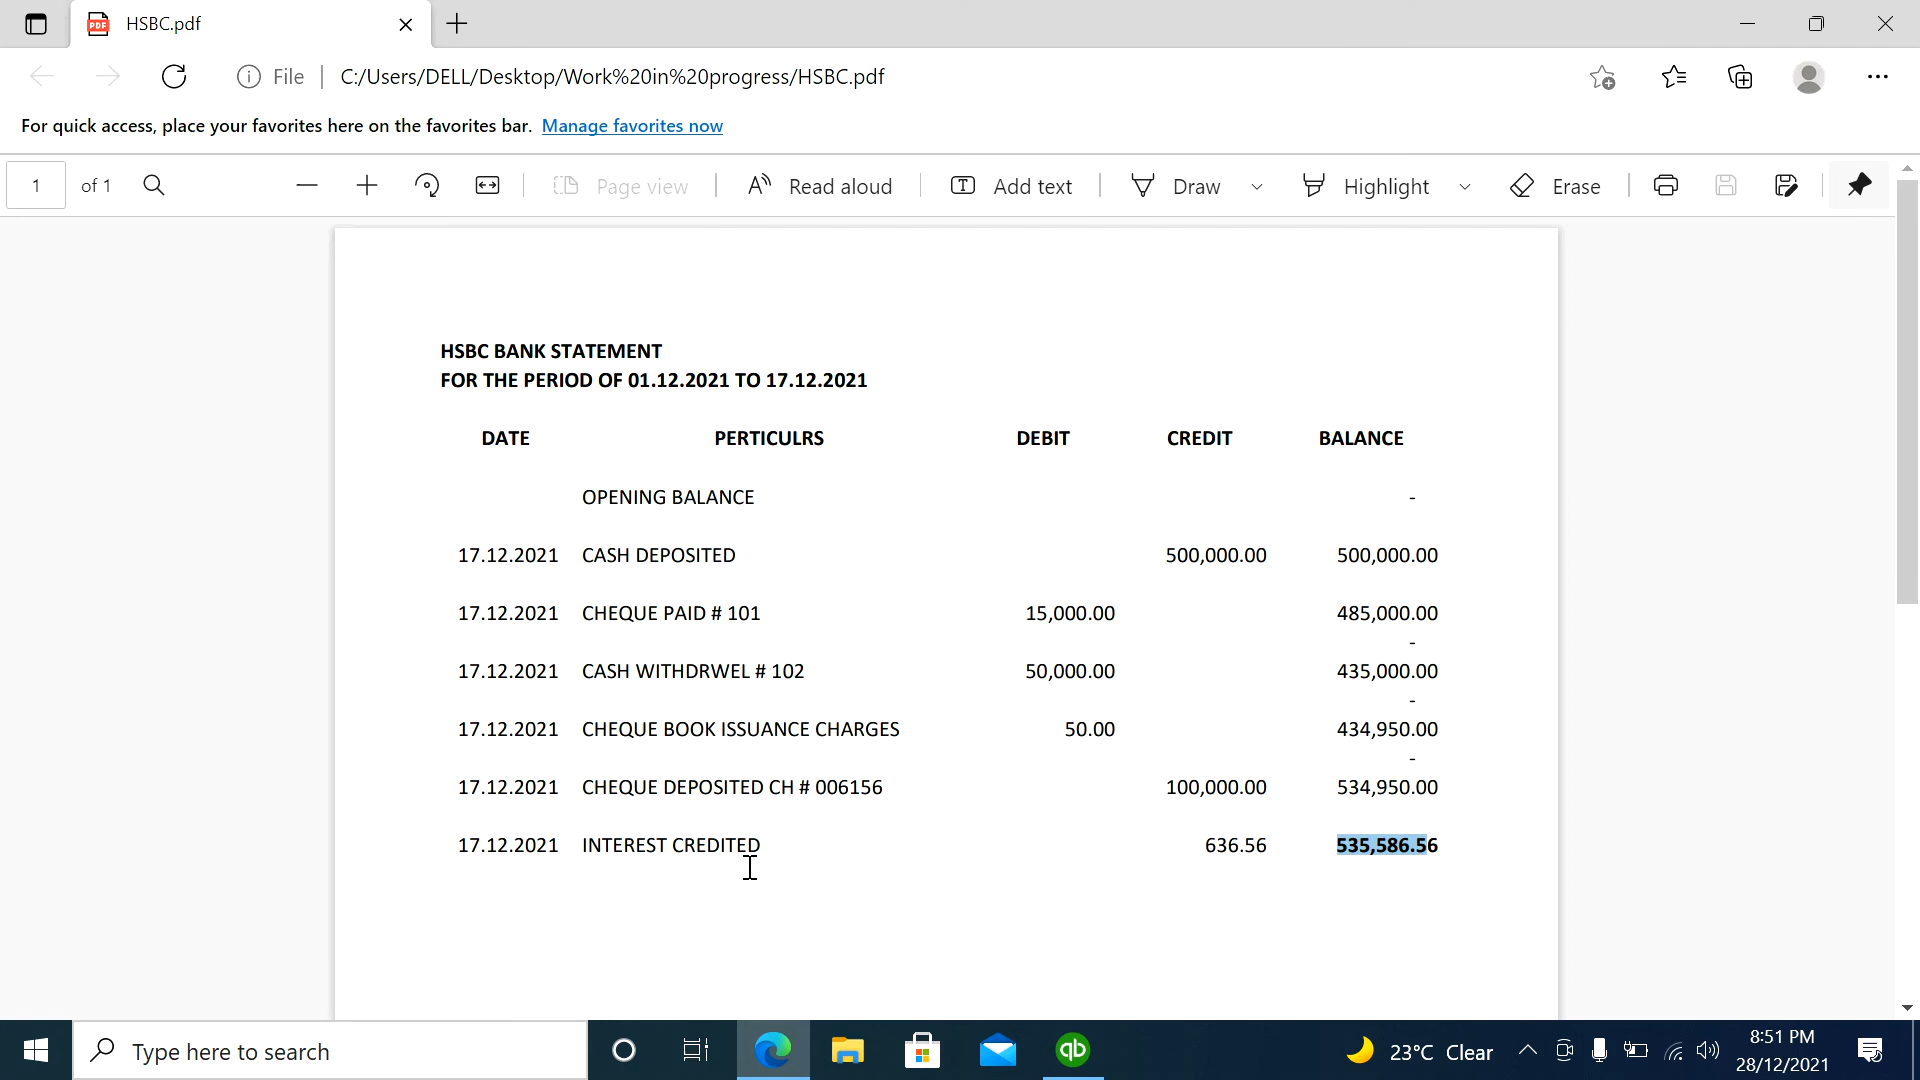 HSBC.pdf
File
C:/Users/DELL/Desktop/Work%20in%20progress/HSBC.pdf
For quick access, place your favorites here on the favorites bar. Manage favorites now
1 of 1 Page view Read aloud Add text Draw Highlight Erase
HSBC BANK STATEMENT
FOR THE PERIOD OF 01.12.2021 TO 17.12.2021
DATE PERTICULRS DEBIT CREDIT BALANCE
OPENING BALANCE -
17.12.2021 CASH DEPOSITED 500,000.00 500,000.00
17.12.2021 CHEQUE PAID # 101 15,000.00 485,000.00
-
17.12.2021 CASH WITHDRWEL # 102 50,000.00 435,000.00
-
17.12.2021 CHEQUE BOOK ISSUANCE CHARGES 50.00 434,950.00
-
17.12.2021 CHEQUE DEPOSITED CH # 006156 100,000.00 534,950.00
17.12.2021 INTEREST CREDITED 636.56 535,586.56
Type here to search
qb
23°C Clear
8:51 PM
28/12/2021